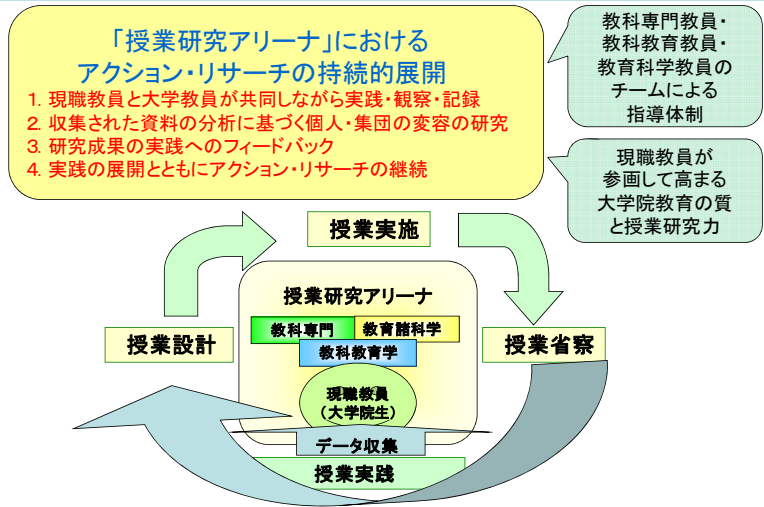 「授業研究アリーナ」における
アクション・リサーチの持続的展開
1. 現職教員と大学教員が共同しながら実践・観察・記録
2. 収集された資料の分析に基づく個人・集団の変容の研究
3. 研究成果の実践へのフィードバック
4. 実践の展開とともにアクション・リサーチの継続
教科専門教員・
教科教育教員・
教育科学教員の
チームによる
指導体制
現職教員が
参画して高まる
大学院教育の質
と授業研究力
授業実施
授業研究アリーナ
教科専門
教育諸科学
教科教育学
授業設計
授業省察
現職教員
（大学院生）
データ収集
授業実践